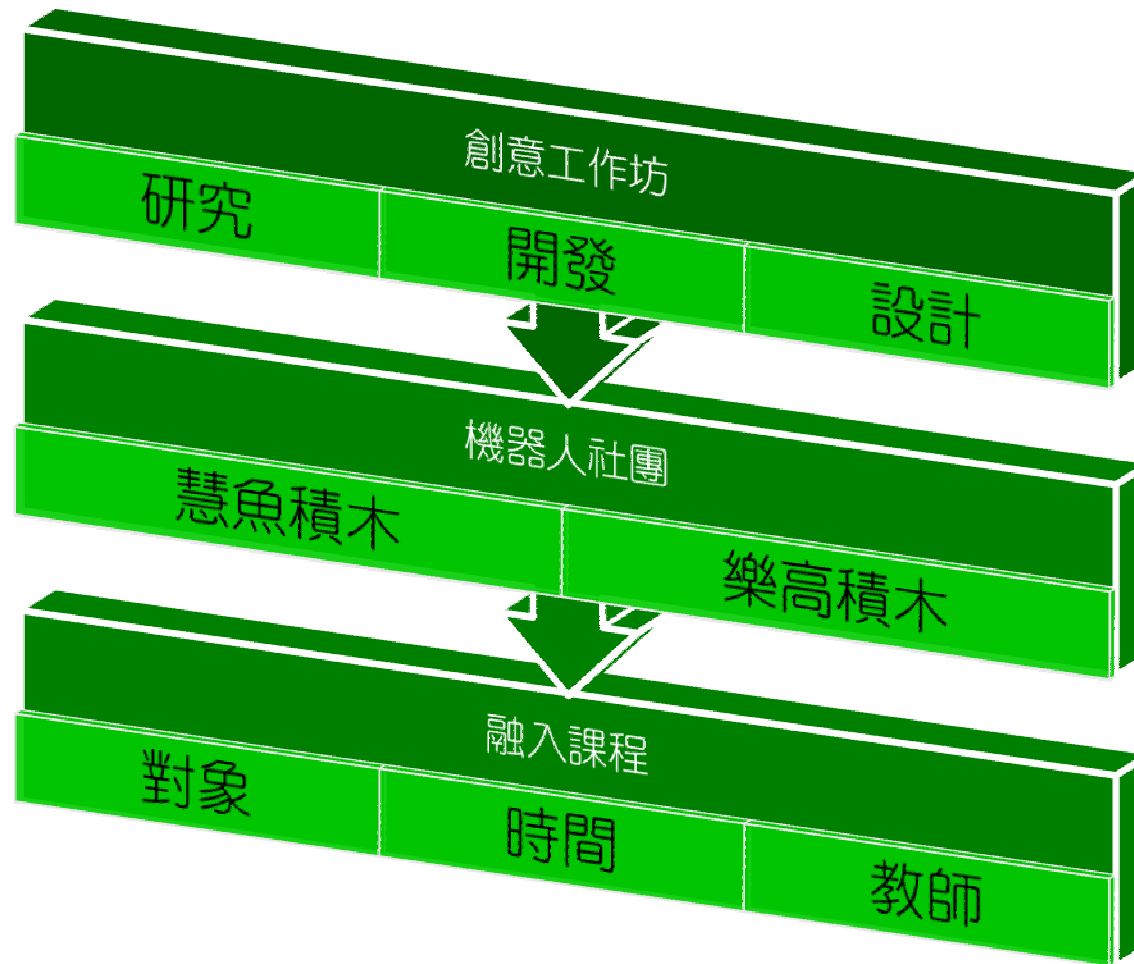 創意工作坊
研究
開發
設計
機器人社團
慧魚積木
樂高積木
融入課程
對象
時間
教師